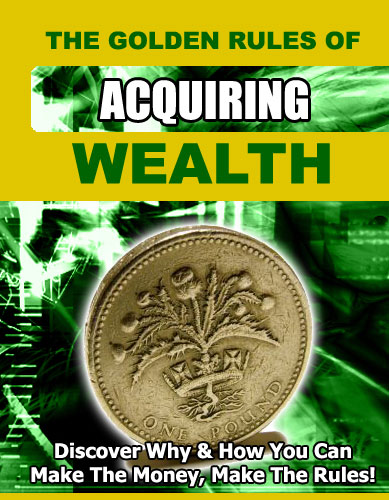 THE GOLDEN RULES OF
ACQUIRING
WEALTH
ONE POUND
Discover Why & How You Can
Make The Money, Make The Rules!